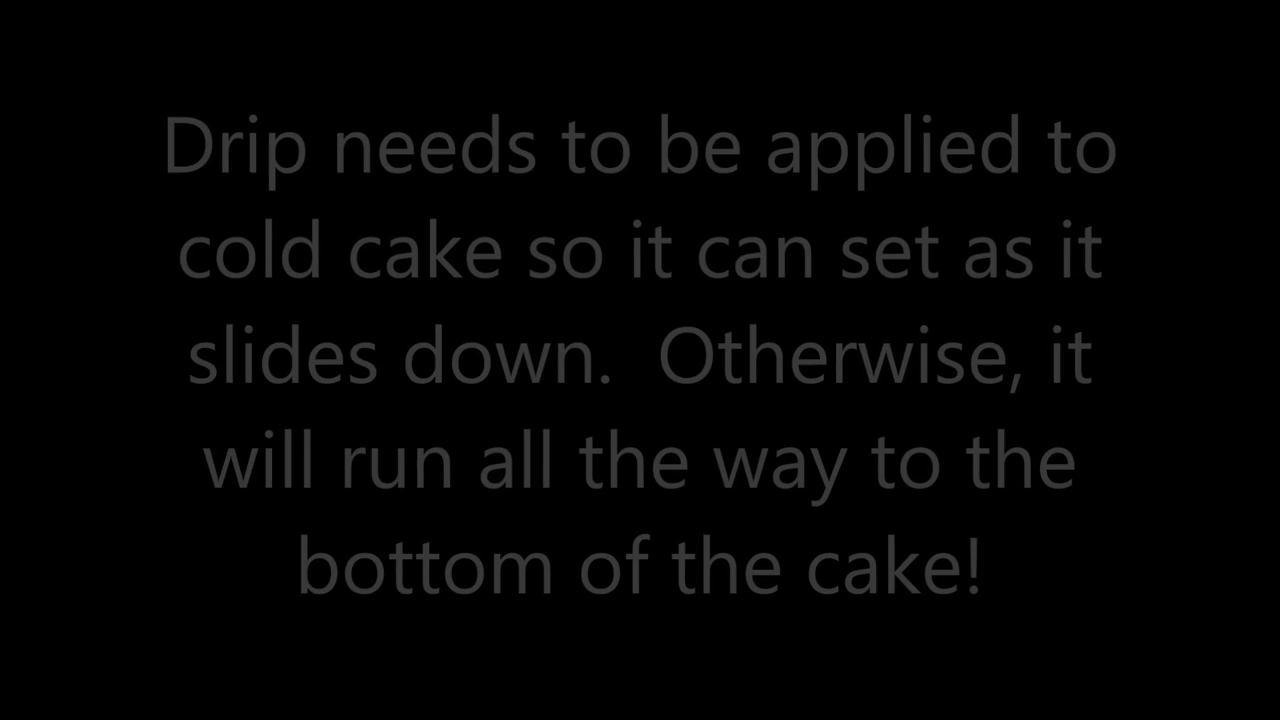 Drip needs to be applied to
cold cake so it can set as it
slides down.  Otherwise, it
will run all the way to the
bottom of the cake!